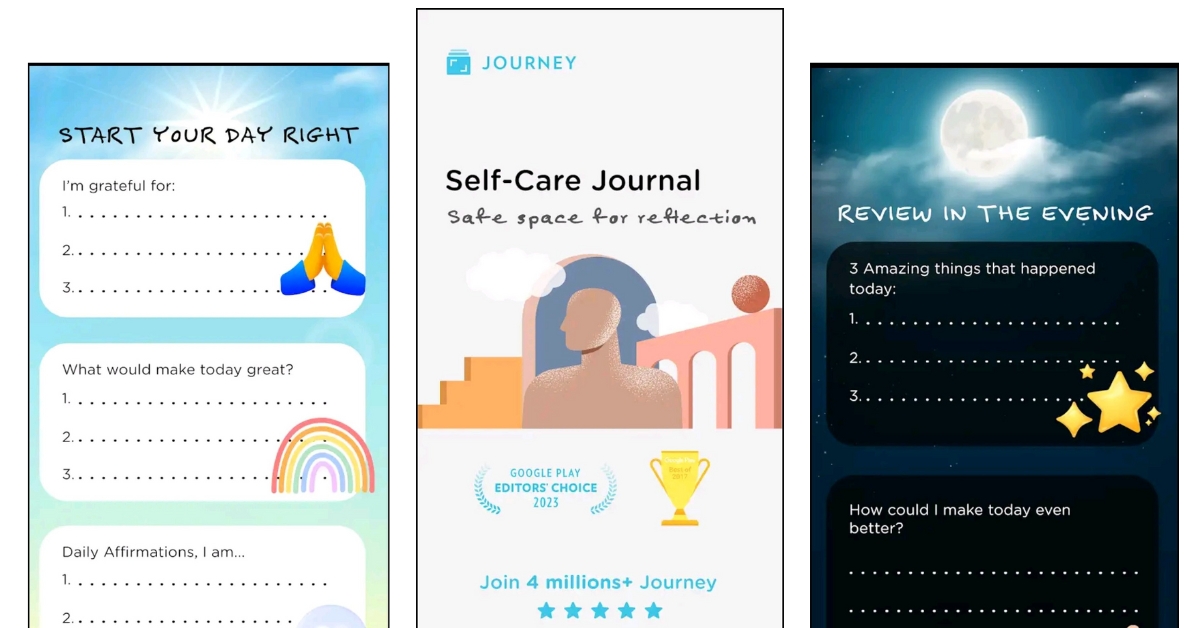 START YOUR DAY RIGHT
I'm grateful for:
1. . . . . . . . . . . . . . . . . . . . . .
2. . . . . . . . . . . . . . . . . . . .
3. . . . . . . . . . . . . . . . . . . .
What would make today great?
1. . . . . . . . . . . . . . . . . . . . . .
2. . . . . . . . . . . . . . . . . . . . . .
3. . . . . . . . . . . . . . . . . . . .
Daily Affirmations, I am...
1. . . . . . . . . . . . . . . . . . . . . .
2. . . . . . . . . . . . . . . . . . .
JOURNEY
Self-Care Journal
Safe space for reflection
GOOGLE PLAY
EDITORS' CHOICE
2023
Google Play
Best of
2017
Join 4 millions+ Journey
REVIEW IN THE EVENING
3 Amazing things that happened
today:
1. . . . . . . . . . . . . . . . . . . . . . .
2. . . . . . . . . . . . . . . . . . . . . . .
3. . . . . . . . . . . . . . . . . . . .
How could I make today even
better?
. . . . . . . . . . . . . . . . . . . . . . . . .
. . . . . . . . . . . . . . . . . . . . . . . . .